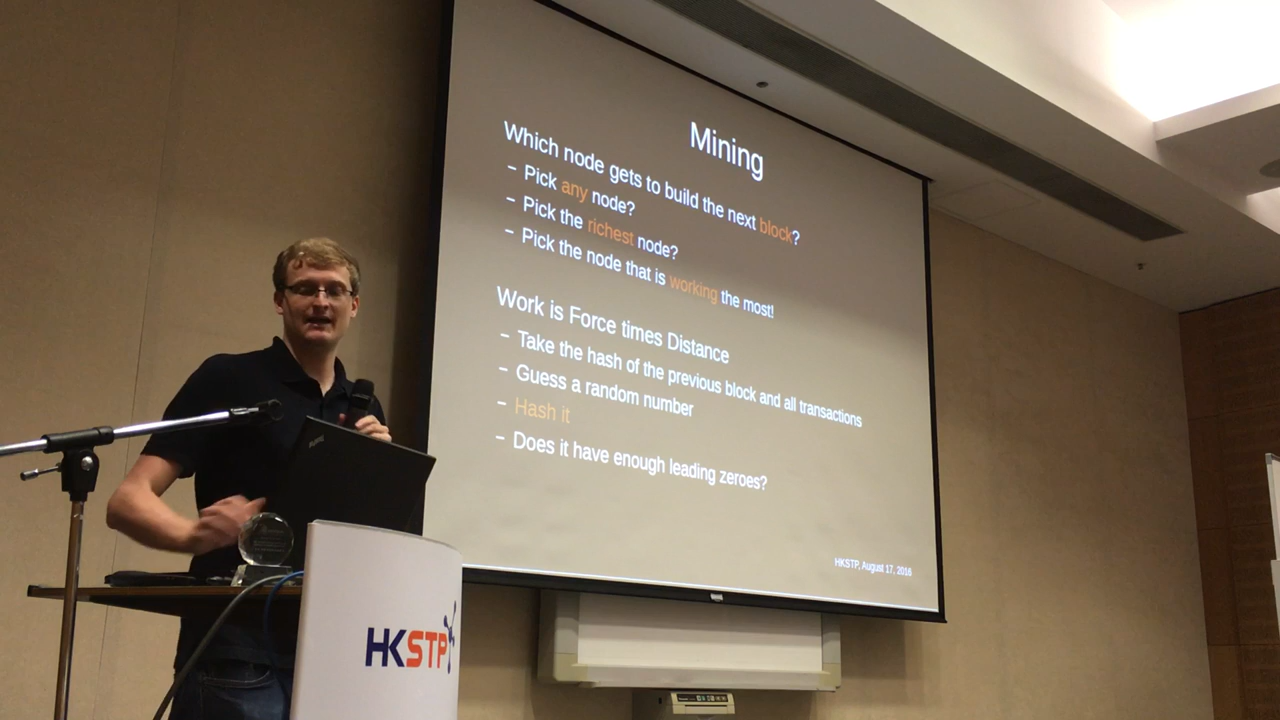 Mining
Which node gets to build the next block?
– Pick any node?
– Pick the richest node?
– Pick the node that is working the most!
Work is Force times Distance
– Take the hash of the previous block and all transactions
– Guess a random number
– Hash it
– Does it have enough leading zeroes?
HKSTP, August 17, 2016
HKSTP